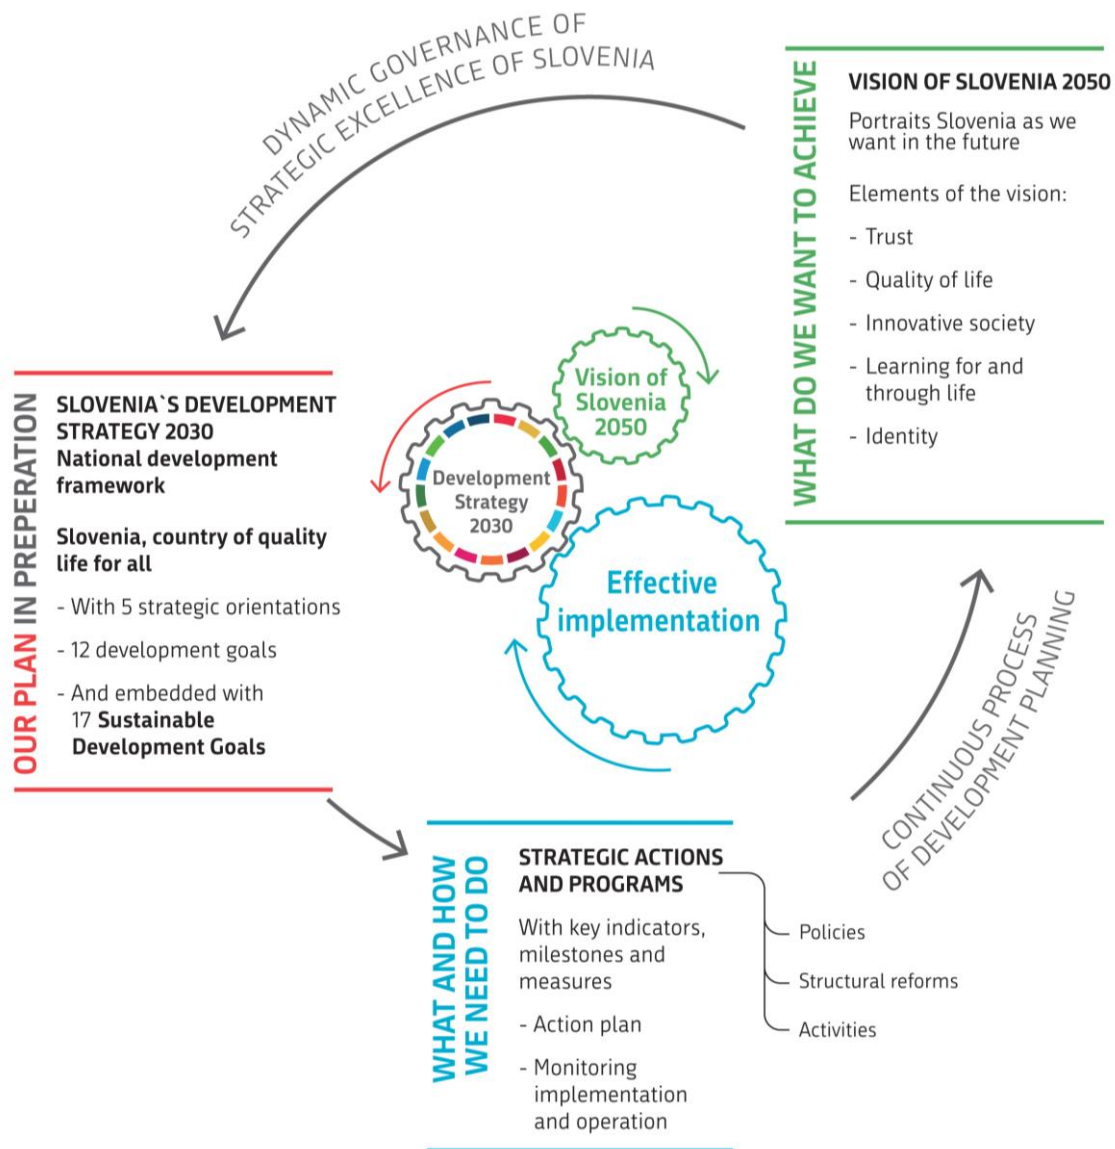 DYNAMIC GOVERNANCE OF
STRATEGIC EXCELLENCE OF SLOVENIA
WHAT DO WE WANT TO ACHIEVE
VISION OF SLOVENIA 2050
Portraits Slovenia as we
want in the future
Elements of the vision:
- Trust
- Quality of life
- Innovative society
- Learning for and
through life
- Identity
OUR PLAN IN PREPERATION
SLOVENIA`S DEVELOPMENT
STRATEGY 2030
National development
framework
Slovenia, country of quality
life for all
- With 5 strategic orientations
- 12 development goals
- And embedded with
17 Sustainable
Development Goals
Vision of
Slovenia
2050
Development
Strategy
2030
Effective
implementation
CONTINUOUS PROCESS
OF DEVELOPMENT PLANNING
WHAT AND HOW
WE NEED TO DO
STRATEGIC ACTIONS
AND PROGRAMS
With key indicators,
milestones and
measures
- Action plan
- Monitoring
implementation
and operation
Policies
Structural reforms
Activities